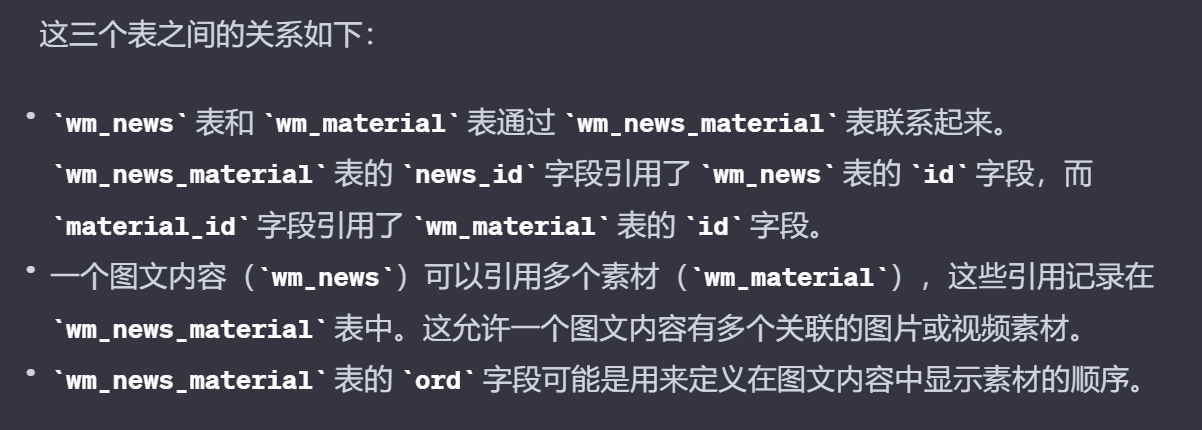 这三个表之间的关系如下：
• `wm_news` 表和 `wm_material` 表通过 `wm_news_material` 表联系起来。
`wm_news_material` 表的 `news_id` 字段引用了 `wm_news` 表的 `id` 字段，而
`material_id` 字段引用了 `wm_material` 表的 `id` 字段。
• 一个图文内容（`wm_news`）可以引用多个素材（`wm_material`），这些引用记录在
`wm_news_material` 表中。这允许一个图文内容有多个关联的图片或视频素材。
• `wm_news_material` 表的 `ord` 字段可能是用来定义在图文内容中显示素材的顺序。